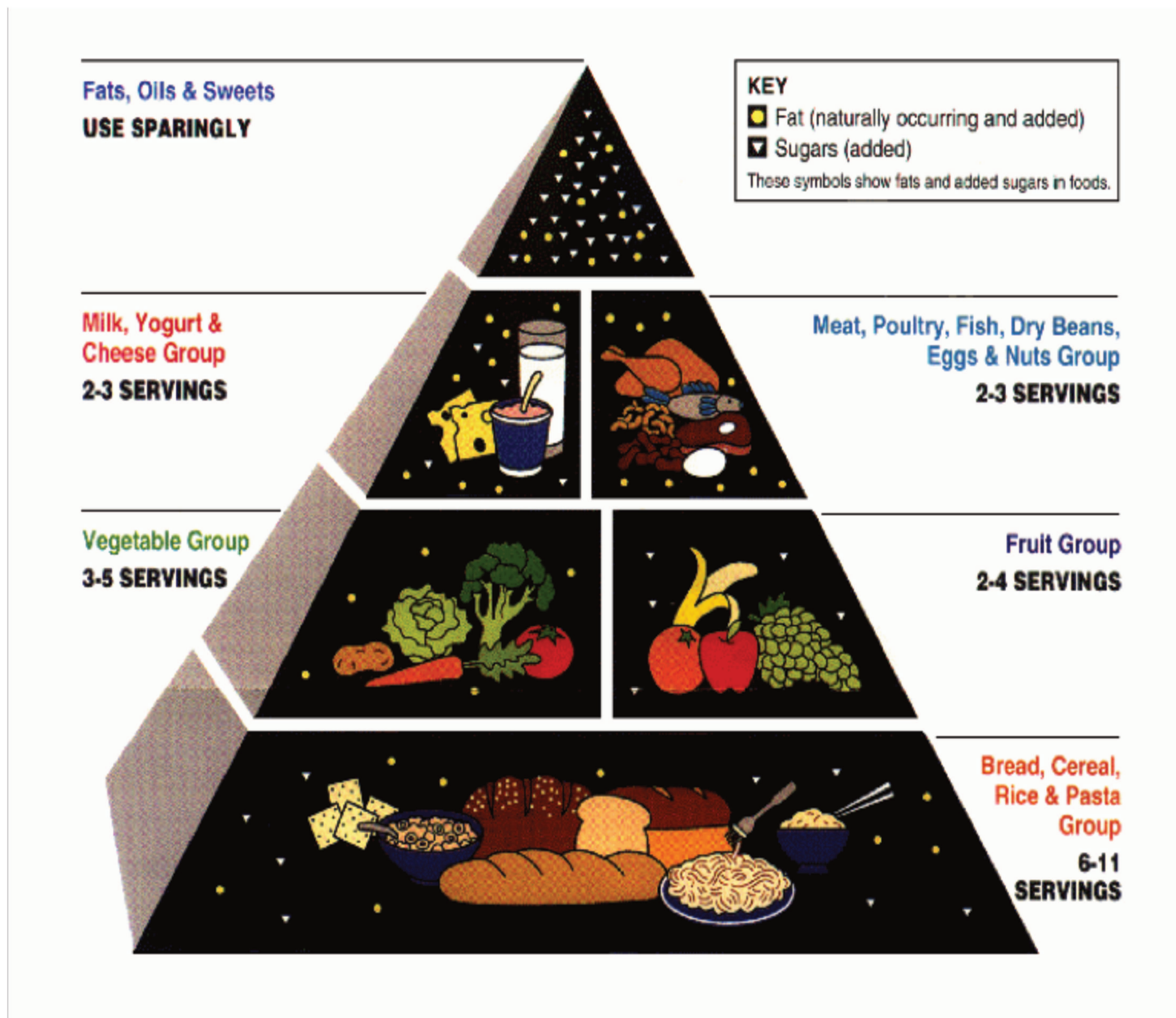 Fats, Oils & Sweets
USE SPARINGLY
KEY
Fat (naturally occurring and added)
Sugars (added)
These symbols show fats and added sugars in foods.
Milk, Yogurt &
Cheese Group
2-3 SERVINGS
Meat, Poultry, Fish, Dry Beans,
Eggs & Nuts Group
2-3 SERVINGS
Vegetable Group
3-5 SERVINGS
Fruit Group
2-4 SERVINGS
Bread, Cereal,
Rice & Pasta
Group
6-11
SERVINGS